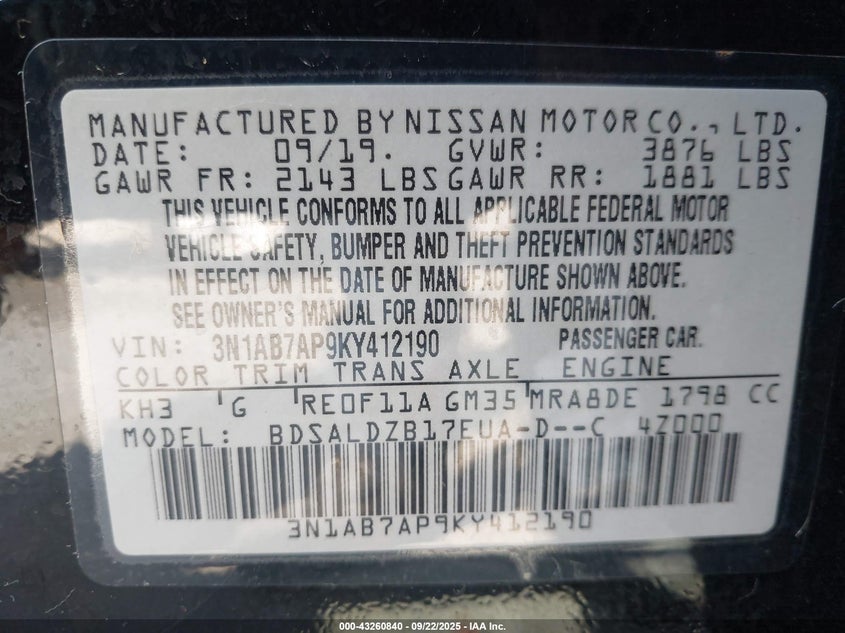 MANUFACTURED BY NISSAN MOTOR CO., LTD.
DATE: 09/19. GVWR: 3876 LBS
GAWR FR: 2143 LBS GAWR RR: 1881 LBS
THIS VEHICLE CONFORMS TO ALL APPLICABLE FEDERAL MOTOR
VEHICLE SAFETY, BUMPER AND THEFT PREVENTION STANDARDS
IN EFFECT ON THE DATE OF MANUFACTURE SHOWN ABOVE.
SEE OWNER'S MANUAL FOR ADDITIONAL INFORMATION.
VIN: 3N1AB7AP9KY412190 PASSENGER CAR.
COLOR TRIM TRANS AXLE ENGINE
KH3 G RE0F11A GM35 MRA8DE 1798 CC
MODEL: BDSALDZB17EUA-D--C 4Z000
3N1AB7AP9KY412190
000-43260840 - 09/22/2025 - IAA Inc.